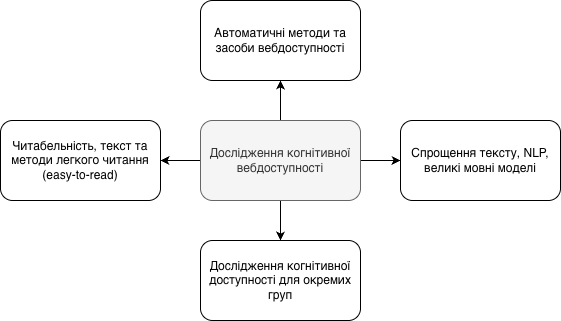 Автоматичні методи та
засоби вебдоступності
Читабельність, текст та
методи легкого читання
(easy-to-read)
Дослідження когнітивної
вебдоступності
Спрощення тексту, NLP,
великі мовні моделі
Дослідження когнітивної
доступності для окремих
груп